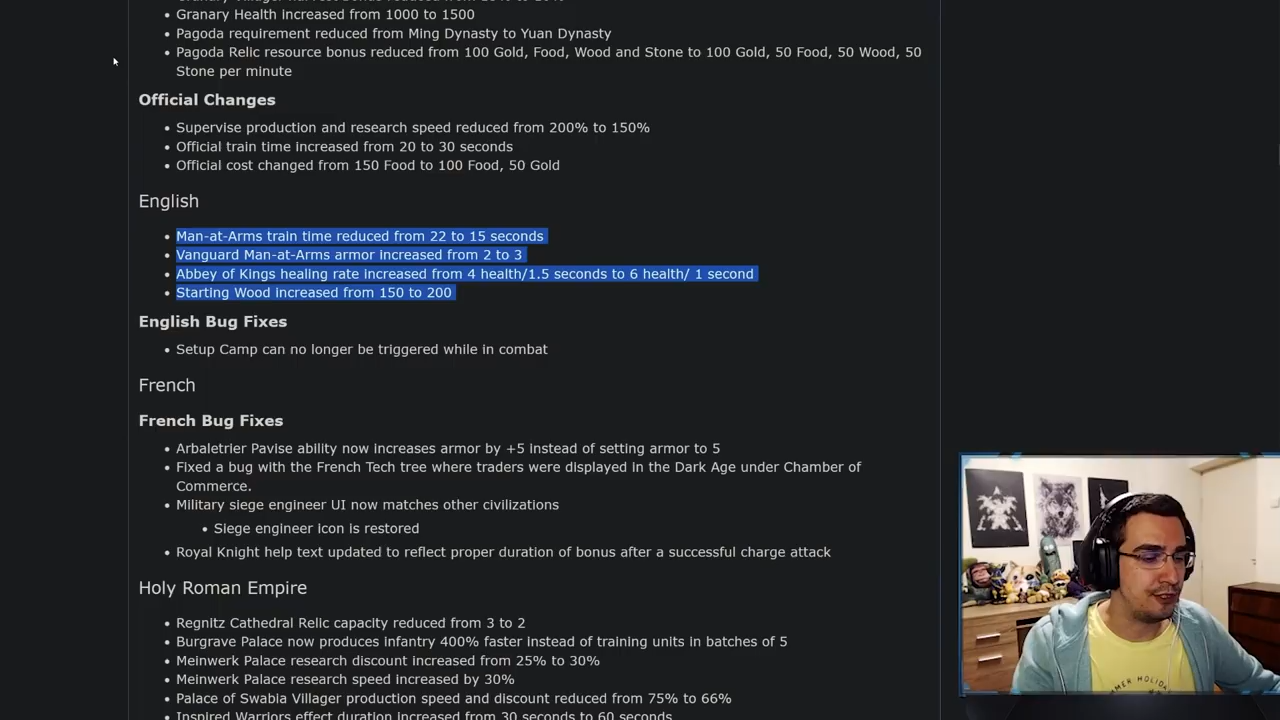 Granary Health increased from 1000 to 1500
Pagoda requirement reduced from Ming Dynasty to Yuan Dynasty
Pagoda Relic resource bonus reduced from 100 Gold, Food, Wood and Stone to 100 Gold, 50 Food, 50 Wood, 50
Stone per minute
Official Changes
Supervise production and research speed reduced from 200% to 150%
Official train time increased from 20 to 30 seconds
Official cost changed from 150 Food to 100 Food, 50 Gold
English
Man-at-Arms train time reduced from 22 to 15 seconds
Vanguard Man-at-Arms armor increased from 2 to 3
Abbey of Kings healing rate increased from 4 health/1.5 seconds to 6 health/ 1 second
Starting Wood increased from 150 to 200
English Bug Fixes
Setup Camp can no longer be triggered while in combat
French
French Bug Fixes
Arbaletrier Pavise ability now increases armor by +5 instead of setting armor to 5
Fixed a bug with the French Tech tree where traders were displayed in the Dark Age under Chamber of
Commerce.
Military siege engineer UI now matches other civilizations
Siege engineer icon is restored
Royal Knight help text updated to reflect proper duration of bonus after a successful charge attack
Holy Roman Empire
Regnitz Cathedral Relic capacity reduced from 3 to 2
Burgrave Palace now produces infantry 400% faster instead of training units in batches of 5
Meinwerk Palace research discount increased from 25% to 30%
Meinwerk Palace research speed increased by 30%
Palace of Swabia Villager production speed and discount reduced from 75% to 66%
Inspired Warriors effect duration increased from 30 seconds to 60 seconds